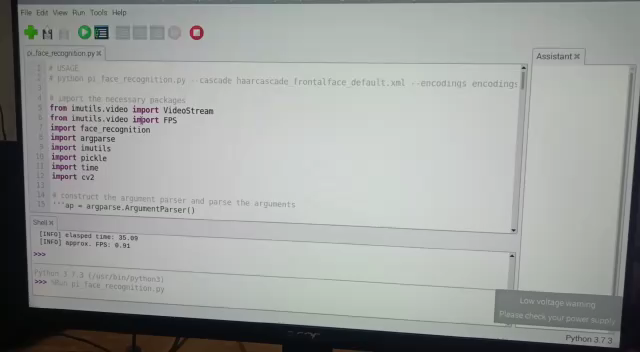 File Edit View Run Tools Help
pi_face_recognition.py ×
Assistant ×
1 # USAGE
2 # python pi_face_recognition.py --cascade haarcascade_frontalface_default.xml --encodings encodings
3
4 # import the necessary packages
5 from imutils.video import VideoStream
6 from imutils.video import FPS
7 import face_recognition
8 import argparse
9 import imutils
10 import pickle
11 import time
12 import cv2
13
14 # construct the argument parser and parse the arguments
15 '''ap = argparse.ArgumentParser()
Shell ×
[INFO] elasped time: 35.09
[INFO] approx. FPS: 0.91
>>>
Python 3.7.3 (/usr/bin/python3)
>>> %Run pi_face_recognition.py
Low voltage warning
Please check your power supply
Python 3.7.3